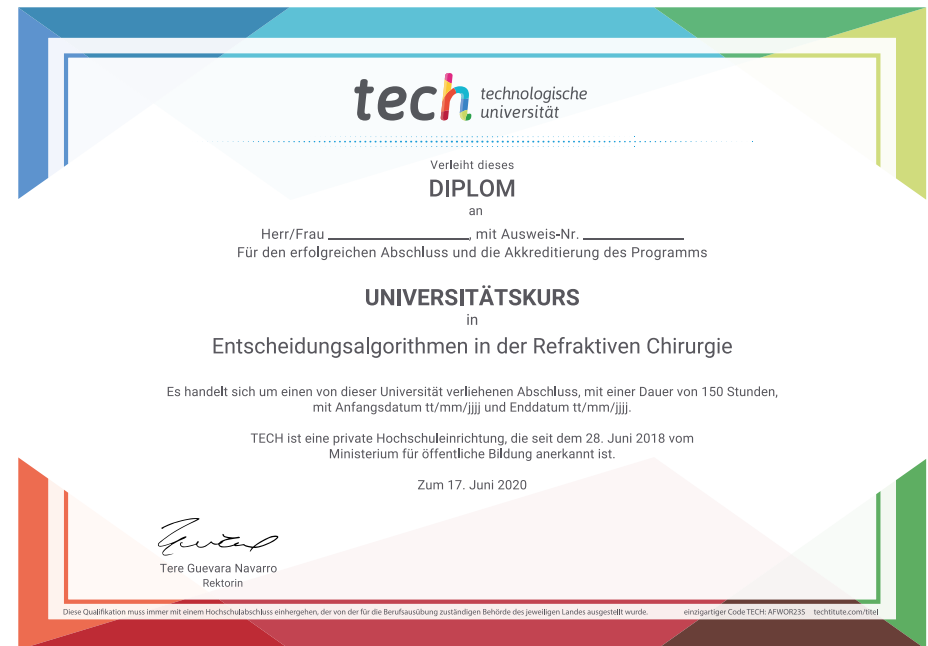 tech technologische
universität
Verleiht dieses
DIPLOM
an
Herr/Frau ____________, mit Ausweis-Nr. ____________
Für den erfolgreichen Abschluss und die Akkreditierung des Programms
UNIVERSITÄTSKURS
in
Entscheidungsalgorithmen in der Refraktiven Chirurgie
Es handelt sich um einen von dieser Universität verliehenen Abschluss, mit einer Dauer von 150 Stunden,
mit Anfangsdatum tt/mm/jjjj und Enddatum tt/mm/jjjj.
TECH ist eine private Hochschuleinrichtung, die seit dem 28. Juni 2018 vom
Ministerium für öffentliche Bildung anerkannt ist.
Zum 17. Juni 2020
Tere Guevara Navarro
Rektorin
Diese Qualifikation muss immer mit einem Hochschulabschluss einhergehen, der von der für die Berufsausübung zuständigen Behörde des jeweiligen Landes ausgestellt wurde. einzigartiger Code TECH: AFWOR235 techtitute.com/titel